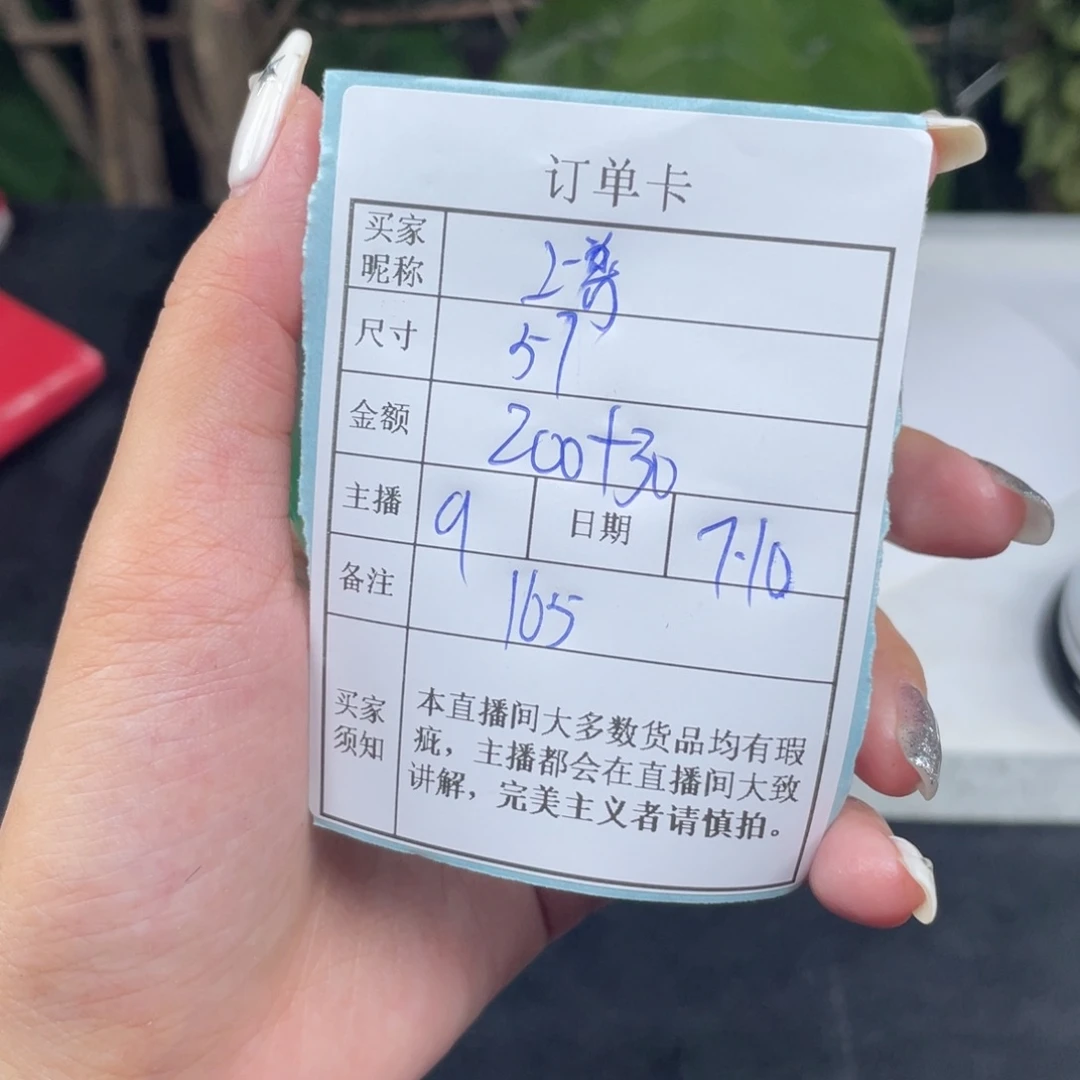 订单卡
买家昵称 上善
尺寸 57
金额 200+30
主播 9 日期 7.10
备注 165
买家须知 本直播间大多数货品均有瑕
疵，主播都会在直播间大致
讲解，完美主义者请慎拍。